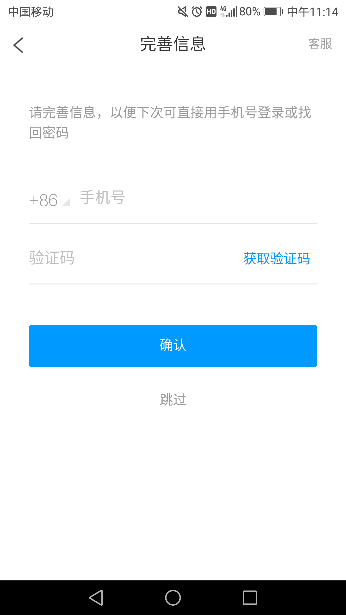 中国移动 HD 4G 80% 中午11:14
完善信息 客服
请完善信息，以便下次可直接用手机号登录或找
回密码
+86 手机号
验证码 获取验证码
确认
跳过